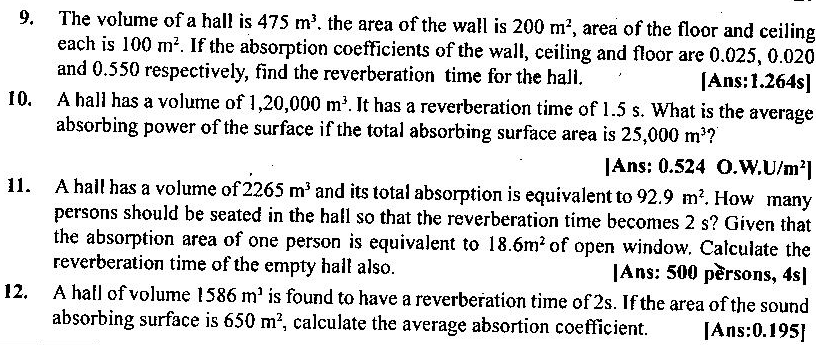 9. The volume of a hall is 475 m³. the area of the wall is 200 m², area of the floor and ceiling
each is 100 m². If the absorption coefficients of the wall, ceiling and floor are 0.025, 0.020
and 0.550 respectively, find the reverberation time for the hall. [Ans:1.264s]
10. A hall has a volume of 1,20,000 m³. It has a reverberation time of 1.5 s. What is the average
absorbing power of the surface if the total absorbing surface area is 25,000 m³?
[Ans: 0.524 O.W.U/m²]
11. A hall has a volume of 2265 m³ and its total absorption is equivalent to 92.9 m². How many
persons should be seated in the hall so that the reverberation time becomes 2 s? Given that
the absorption area of one person is equivalent to 18.6m² of open window. Calculate the
reverberation time of the empty hall also. [Ans: 500 persons, 4s]
12. A hall of volume 1586 m³ is found to have a reverberation time of 2s. If the area of the sound
absorbing surface is 650 m², calculate the average absortion coefficient. [Ans:0.195]